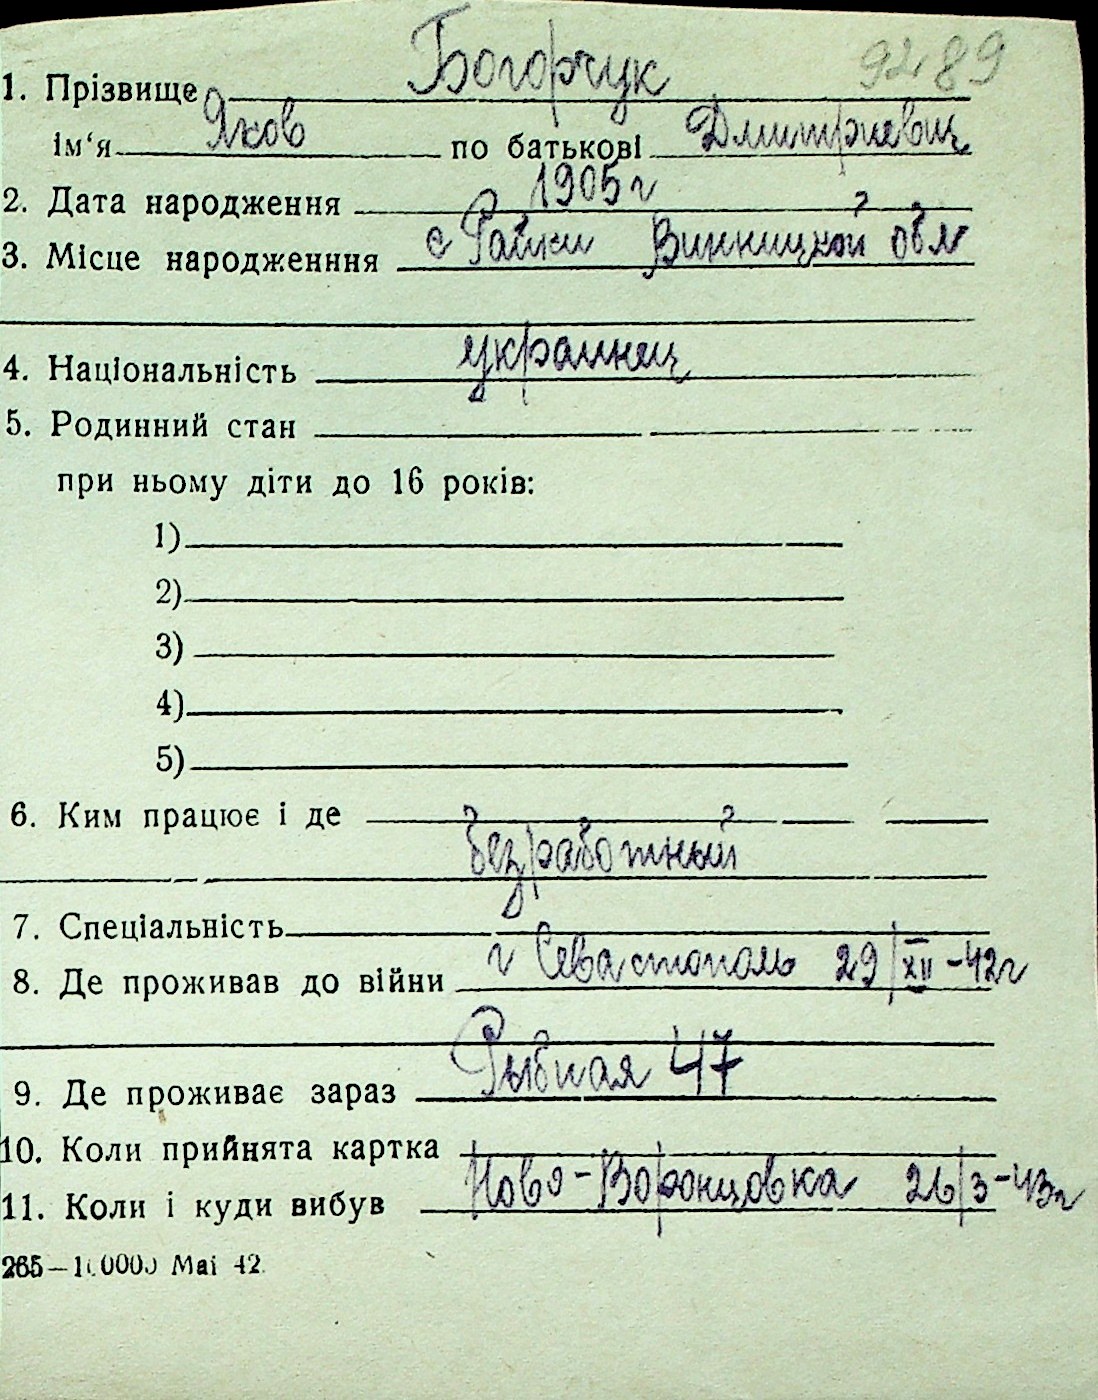 9289
1. Прізвище Богорчук
ім‘я Яков по батькові Дмитриевич
2. Дата народження 1905 г
3. Місце народженння с Райки Винницкой обл
4. Національність украинец
5. Родинний стан
при ньому діти до 16 років:
1)
2)
3)
4)
5)
6. Ким працює і де
безработный
7. Спеціальність
8. Де проживав до війни г Севастополь 29/XII-42г
9. Де проживає зараз Рыбная 47
10. Коли прийнята картка
11. Коли і куди вибув Ново-Воронцовка 26/3-43г
265—10000 Mai 42.